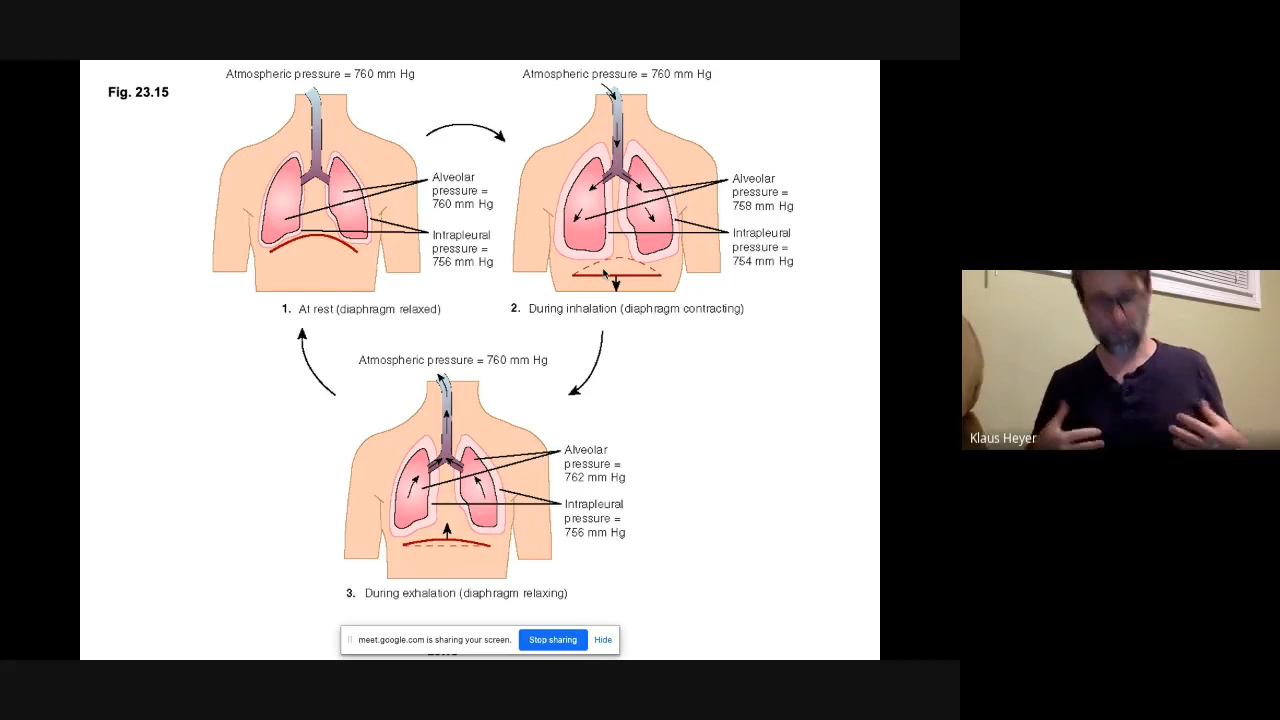 Fig. 23.15
Atmospheric pressure = 760 mm Hg
Alveolar
pressure =
760 mm Hg
Intrapleural
pressure =
756 mm Hg
1. At rest (diaphragm relaxed)
Atmospheric pressure = 760 mm Hg
Alveolar
pressure =
758 mm Hg
Intrapleural
pressure =
754 mm Hg
2. During inhalation (diaphragm contracting)
Atmospheric pressure = 760 mm Hg
Alveolar
pressure =
762 mm Hg
Intrapleural
pressure =
756 mm Hg
3. During exhalation (diaphragm relaxing)
meet.google.com is sharing your screen. Stop sharing Hide
Klaus Heyer